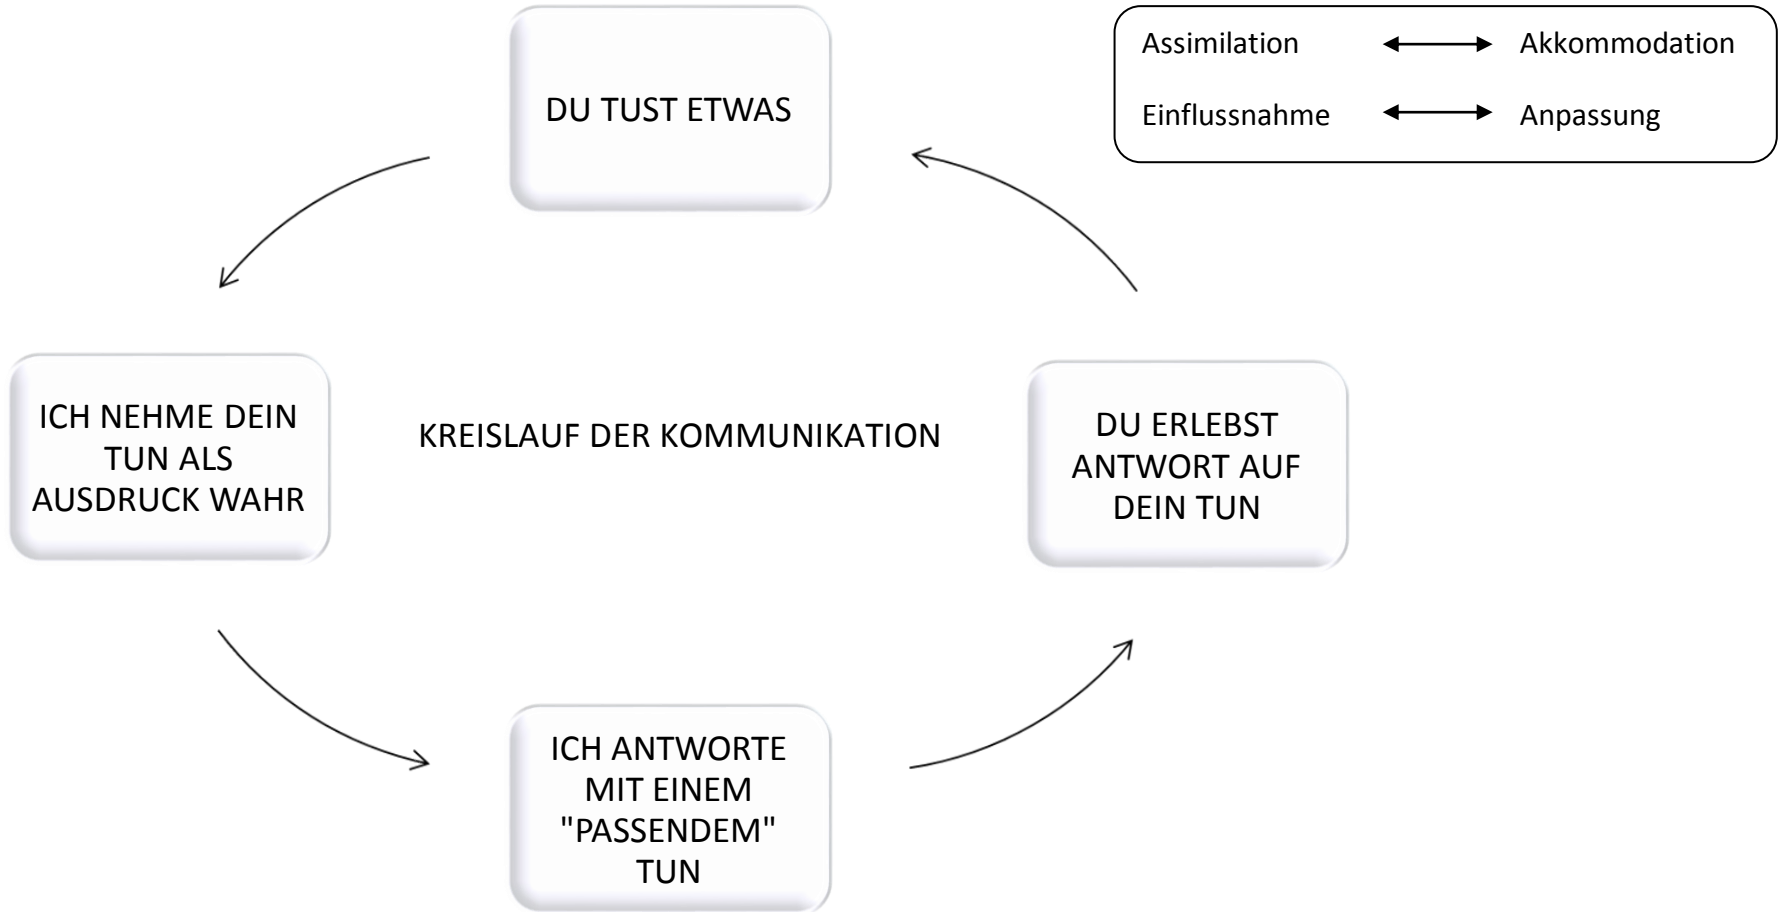 DU TUST ETWAS
Assimilation Akkommodation
Einflussnahme Anpassung
ICH NEHME DEIN
TUN ALS
AUSDRUCK WAHR
KREISLAUF DER KOMMUNIKATION
DU ERLEBST
ANTWORT AUF
DEIN TUN
ICH ANTWORTE
MIT EINEM
"PASSENDEM"
TUN